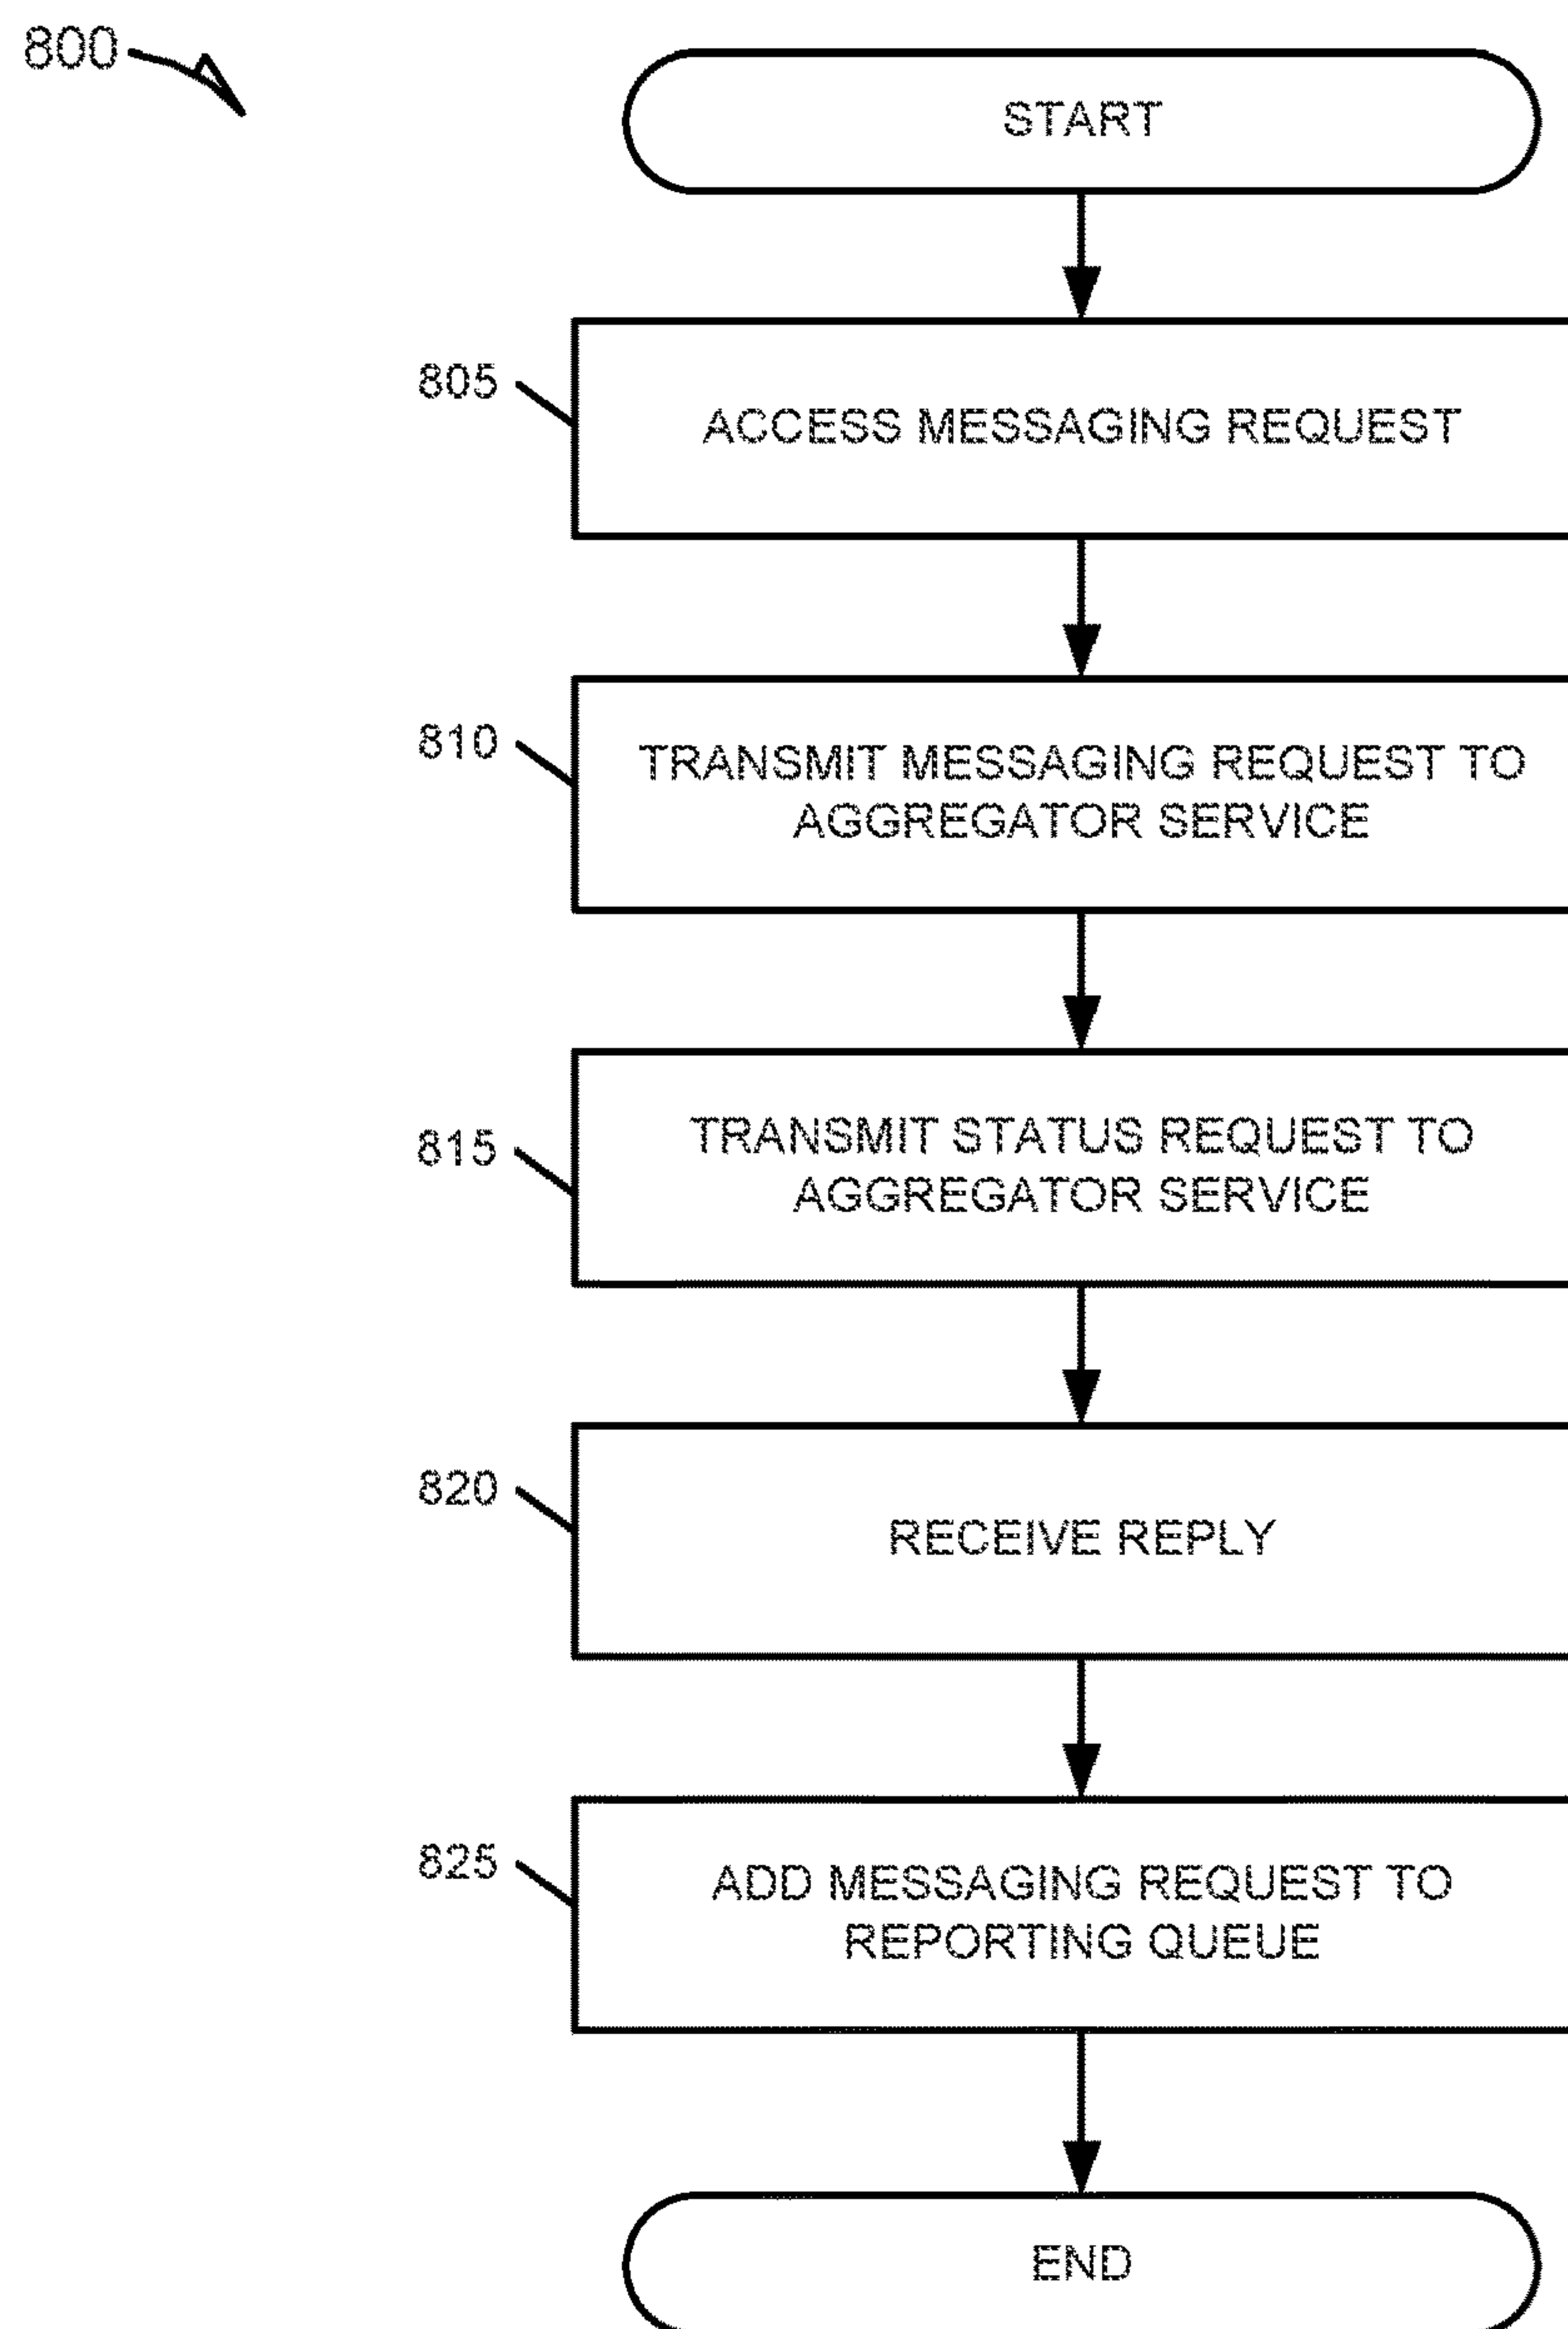 800
START
805
ACCESS MESSAGING REQUEST
810
TRANSMIT MESSAGING REQUEST TO
AGGREGATOR SERVICE
815
TRANSMIT STATUS REQUEST TO
AGGREGATOR SERVICE
820
RECEIVE REPLY
825
ADD MESSAGING REQUEST TO
REPORTING QUEUE
END